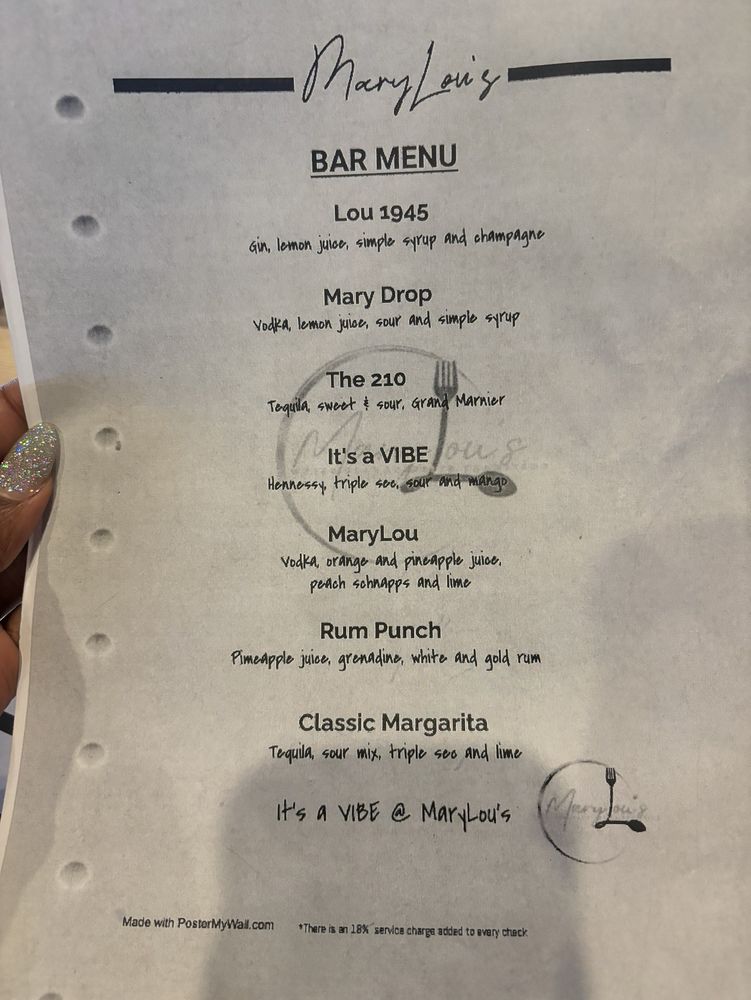 MaryLou's
BAR MENU
Lou 1945
Gin, lemon juice, simple syrup and champagne
Mary Drop
Vodka, lemon juice, sour and simple syrup
The 210
Tequila, sweet & sour, Grand Marnier
MaryLou's
It's a VIBE
Hennessy, triple sec, sour and mango
MaryLou
Vodka, orange and pineapple juice,
peach schnapps and lime
Rum Punch
Pimeapple juice, grenadine, white and gold rum
Classic Margarita
Tequila, sour mix, triple sec and lime
It's a VIBE @ MaryLou's
MaryLou's
Made with PosterMyWall.com
*There is an 18% service charge added to every check